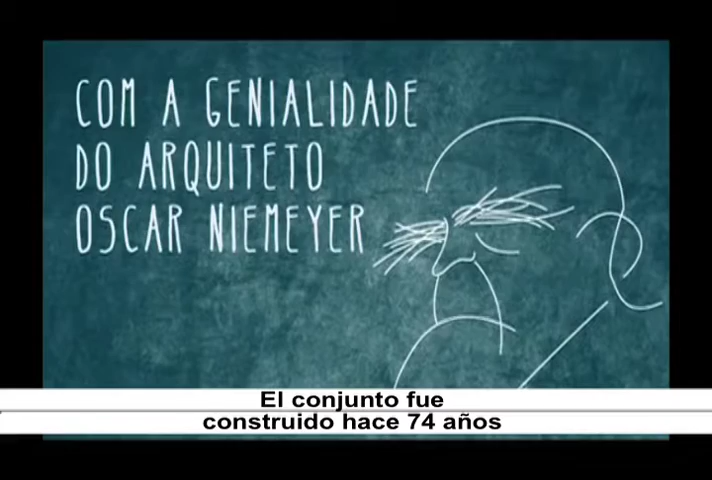 COM A GENIALIDADE
DO ARQUITETO
OSCAR NIEMEYER
El conjunto fue
construido hace 74 años